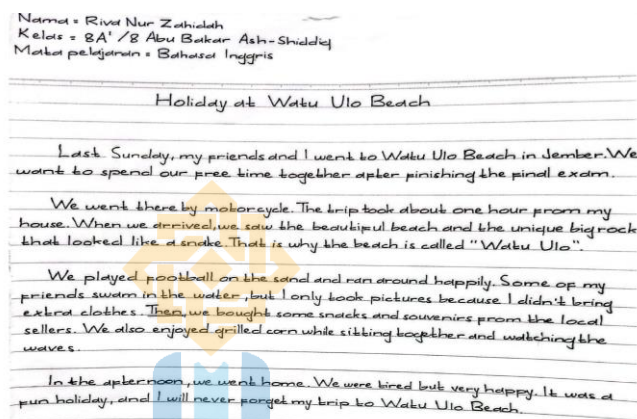 Nama = Riva Nur Zahidah
Kelas = 8A' /8 Abu Bakar Ash-Shiddiq
Mata pelajaran = Bahasa Inggris
Holiday at Watu Ulo Beach
Last Sunday, my friends and I went to Watu Ulo Beach in Jember. We
want to spend our free time together after finishing the final exam.
We went there by motorcycle. The trip took about one hour from my
house. When we arrived, we saw the beautiful beach and the unique big rock
that looked like a snake. That is why the beach is called "Watu Ulo".
We played football on the sand and ran around happily. Some of my
friends swam in the water, but I only took pictures because I didn't bring
extra clothes. Then, we bought some snacks and souvenirs from the local
sellers. We also enjoyed grilled corn while sitting together and watching the
waves.
In the afternoon, we went home. We were tired but very happy. It was a
fun holiday, and I will never forget my trip to Watu Ulo Beach.